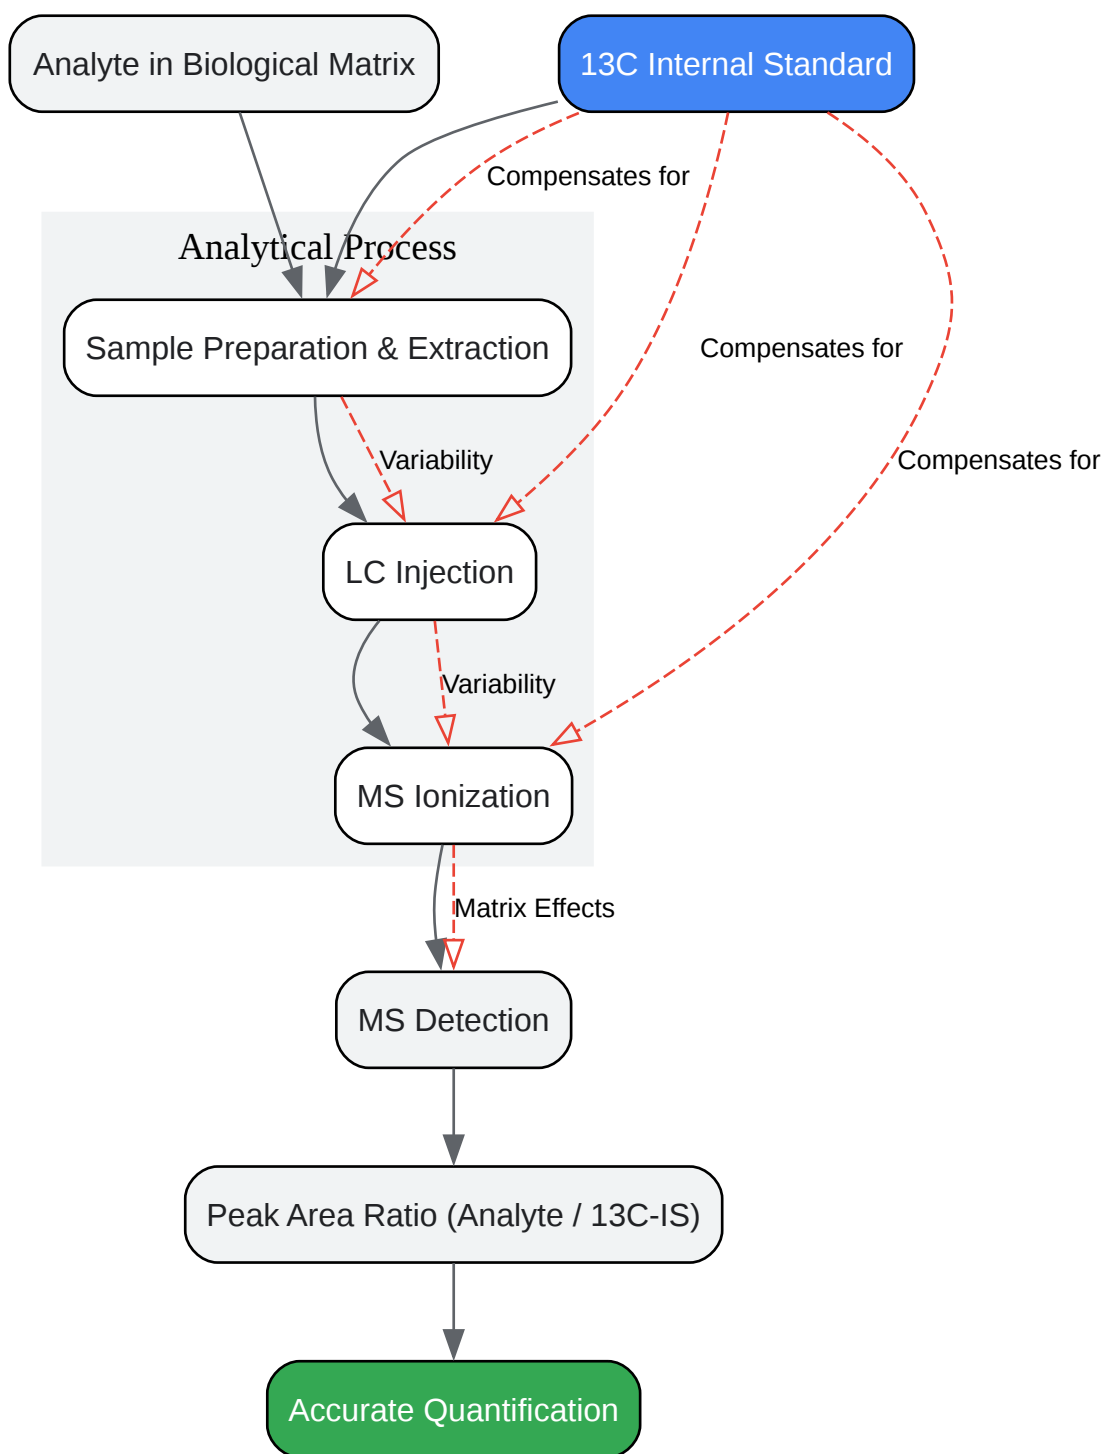 Analyte in Biological Matrix
13C Internal Standard
Compensates for
Analytical Process
Sample Preparation & Extraction
Compensates for
Variability
Compensates for
LC Injection
Variability
MS Ionization
Matrix Effects
MS Detection
Peak Area Ratio (Analyte / 13C-IS)
Accurate Quantification